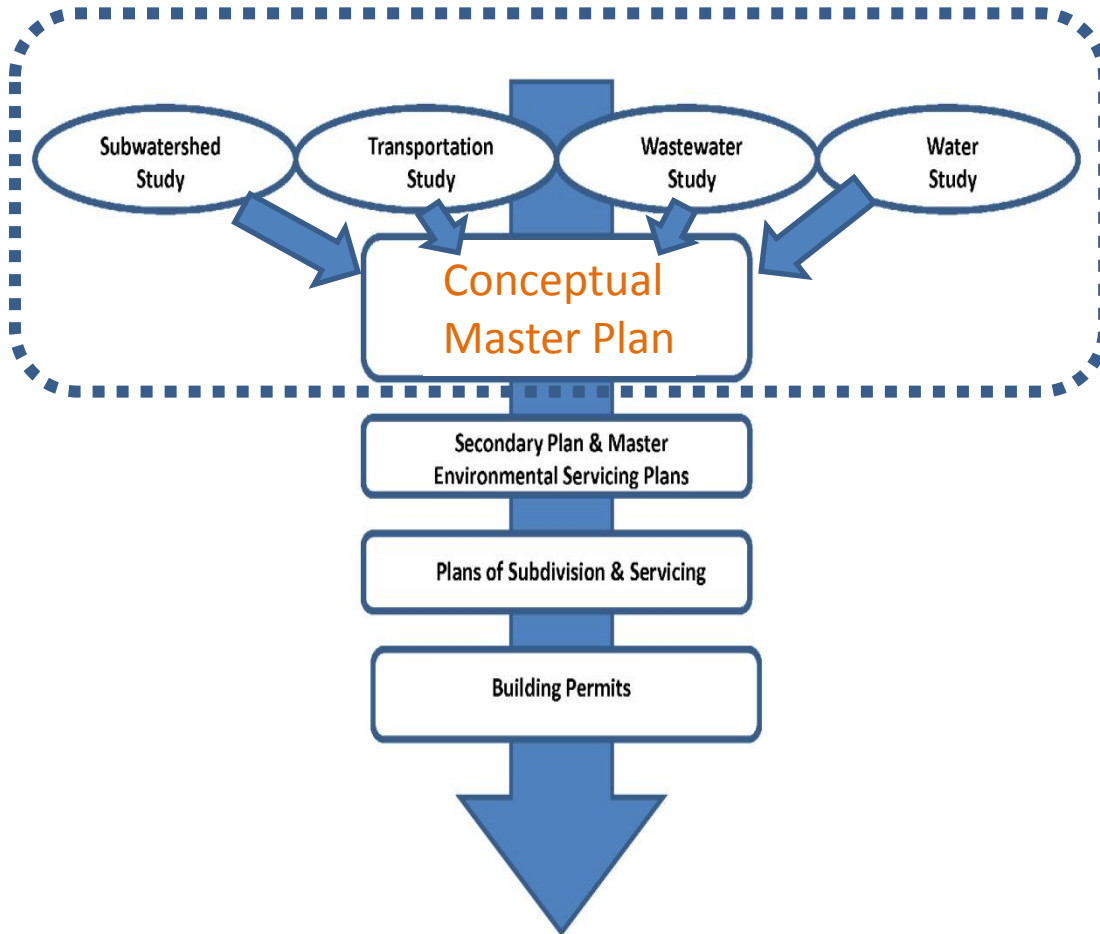 Subwatershed
Study
Transportation
Study
Wastewater
Study
Water
Study
Conceptual
Master Plan
Secondary Plan & Master
Environmental Servicing Plans
Plans of Subdivision & Servicing
Building Permits